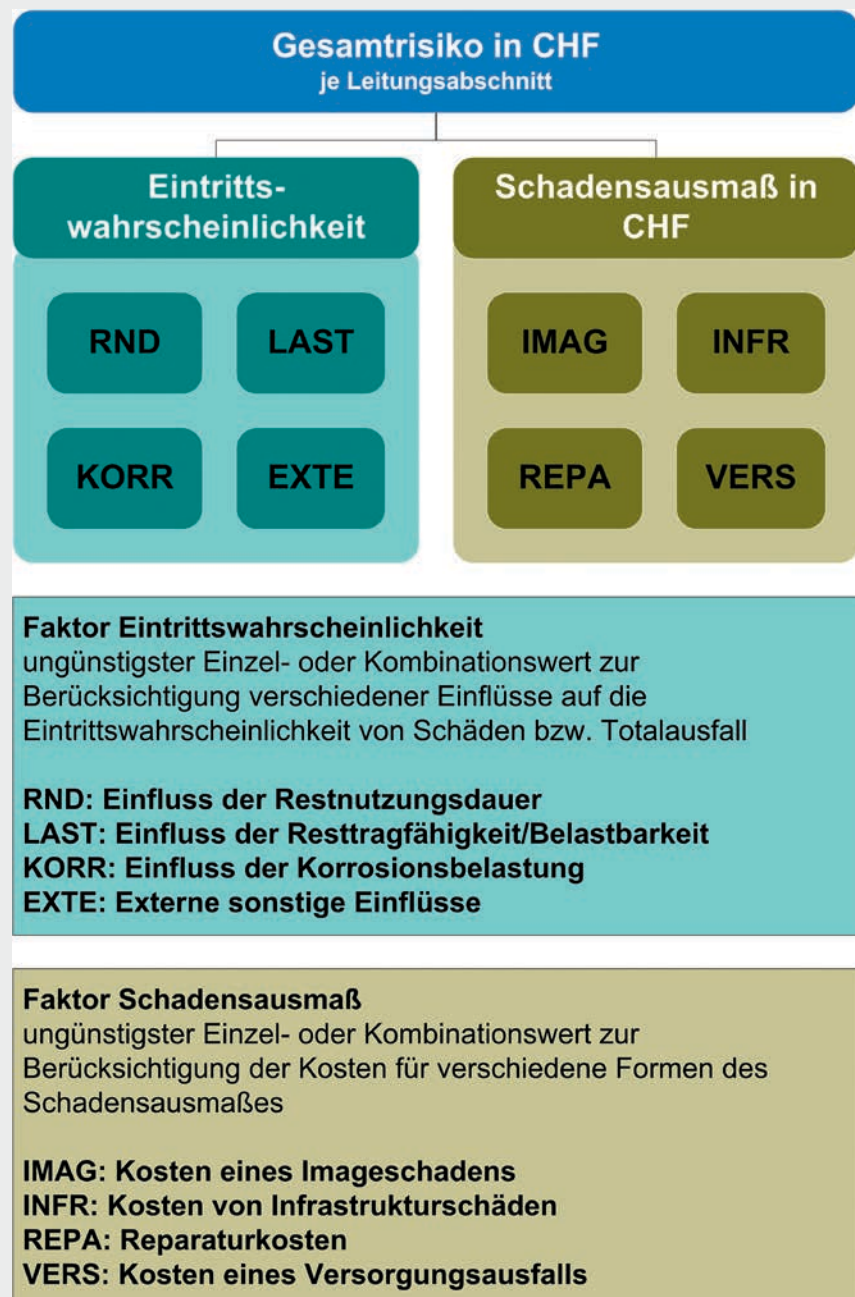 Gesamtrisiko in CHF
je Leitungsabschnitt
Eintritts-
wahrscheinlichkeit
RND
LAST
KORR
EXTE
Schadensausmaß in
CHF
IMAG
INFR
REPA
VERS
Faktor Eintrittswahrscheinlichkeit
ungünstigster Einzel- oder Kombinationswert zur
Berücksichtigung verschiedener Einflüsse auf die
Eintrittswahrscheinlichkeit von Schäden bzw. Totalausfall
RND: Einfluss der Restnutzungsdauer
LAST: Einfluss der Resttragfähigkeit/Belastbarkeit
KORR: Einfluss der Korrosionsbelastung
EXTE: Externe sonstige Einflüsse
Faktor Schadensausmaß
ungünstigster Einzel- oder Kombinationswert zur
Berücksichtigung der Kosten für verschiedene Formen des
Schadensausmaßes
IMAG: Kosten eines Imageschadens
INFR: Kosten von Infrastrukturschäden
REPA: Reparaturkosten
VERS: Kosten eines Versorgungsausfalls